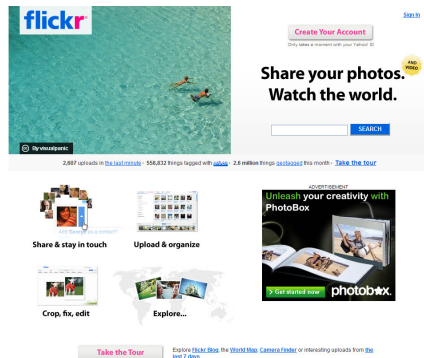 flickr
Sign In
Create Your Account
Only takes a moment with your Yahoo! ID
Share your photos.
AND VIDEO
Watch the world.
SEARCH
By visualpanic
2,687 uploads in the last minute · 558,832 things tagged with · 2.6 million things geotagged this month · Take the tour
ADVERTISEMENT
Unleash your creativity with
PhotoBox
Share & stay in touch
Upload & organize
Get started now
photobox.
Crop, fix, edit
Explore...
Take the Tour
Explore Flickr Blog, the World Map, Camera Finder or interesting uploads from the
last 7 days